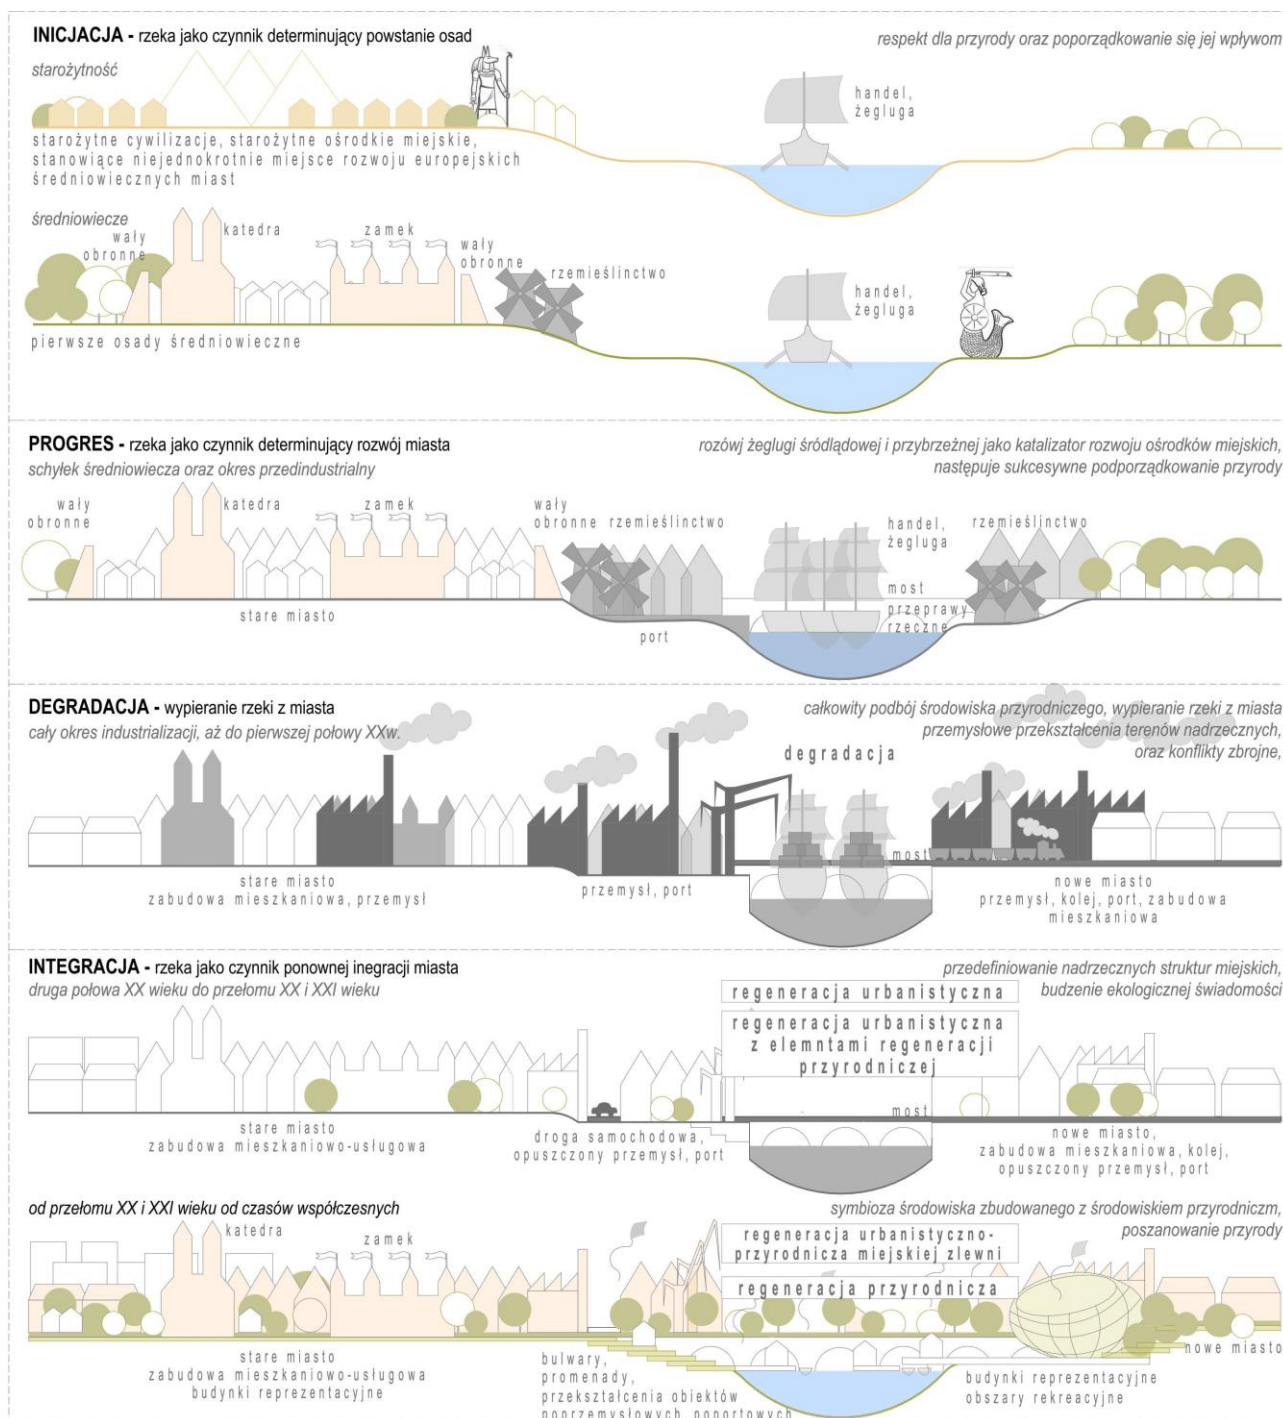 INICJACJA - rzeka jako czynnik determinujący powstanie osad
respekt dla przyrody oraz poporządkowanie się jej wpływom
starożytność
handel,
żegluga
starożytne cywilizacje, starożytne ośrodkie miejskie,
stanowiące niejednokrotnie miejsce rozwoju europejskich
średniowiecznych miast
średniowiecze
wały
obronne
katedra
zamek
wały
obronne
rzemieślinctwo
handel,
żegluga
pierwsze osady średniowieczne
PROGRES - rzeka jako czynnik determinujący rozwój miasta
schyłek średniowiecza oraz okres przedindustrialny
rozówj żeglugi śródlądowej i przybrzeżnej jako katalizator rozwoju ośrodków miejskich,
następuje sukcesywne podporządkowanie przyrody
wały
obronne
katedra
zamek
wały
obronne
rzemieślinctwo
handel,
żegluga
rzemieślinctwo
most
przeprawy
rzeczne
stare miasto
port
DEGRADACJA - wypieranie rzeki z miasta
cały okres industrializacji, aż do pierwszej połowy XXw.
całkowity podbój środowiska przyrodniczego, wypieranie rzeki z miasta
przemysłowe przekształcenia terenów nadrzecznych,
oraz konflikty zbrojne,
degradacja
most
stare miasto
zabudowa mieszkaniowa, przemysł
przemysł, port
nowe miasto
przemysł, kolej, port, zabudowa
mieszkaniowa
INTEGRACJA - rzeka jako czynnik ponownej inegracji miasta
druga połowa XX wieku do przełomu XX i XXI wieku
przedefiniowanie nadrzecznych struktur miejskich,
budzenie ekologicznej świadomości
regeneracja urbanistyczna
regeneracja urbanistyczna
z elemntami regeneracji
przyrodniczej
most
stare miasto
zabudowa mieszkaniowo-usługowa
droga samochodowa,
opuszczony przemysł, port
nowe miasto,
zabudowa mieszkaniowa, kolej,
opuszczony przemysł, port
od przełomu XX i XXI wieku od czasów współczesnych
symbioza środowiska zbudowanego z środowiskiem przyrodniczm,
poszanowanie przyrody
katedra
zamek
regeneracja urbanistyczno-
przyrodnicza miejskiej zlewni
regeneracja przyrodnicza
nowe miasto
stare miasto
zabudowa mieszkaniowo-usługowa
budynki reprezentacyjne
bulwary,
promenady,
przekształcenia obiektów
poprzemysłowych, poportowych
budynki reprezentacyjne
obszary rekreacyjne